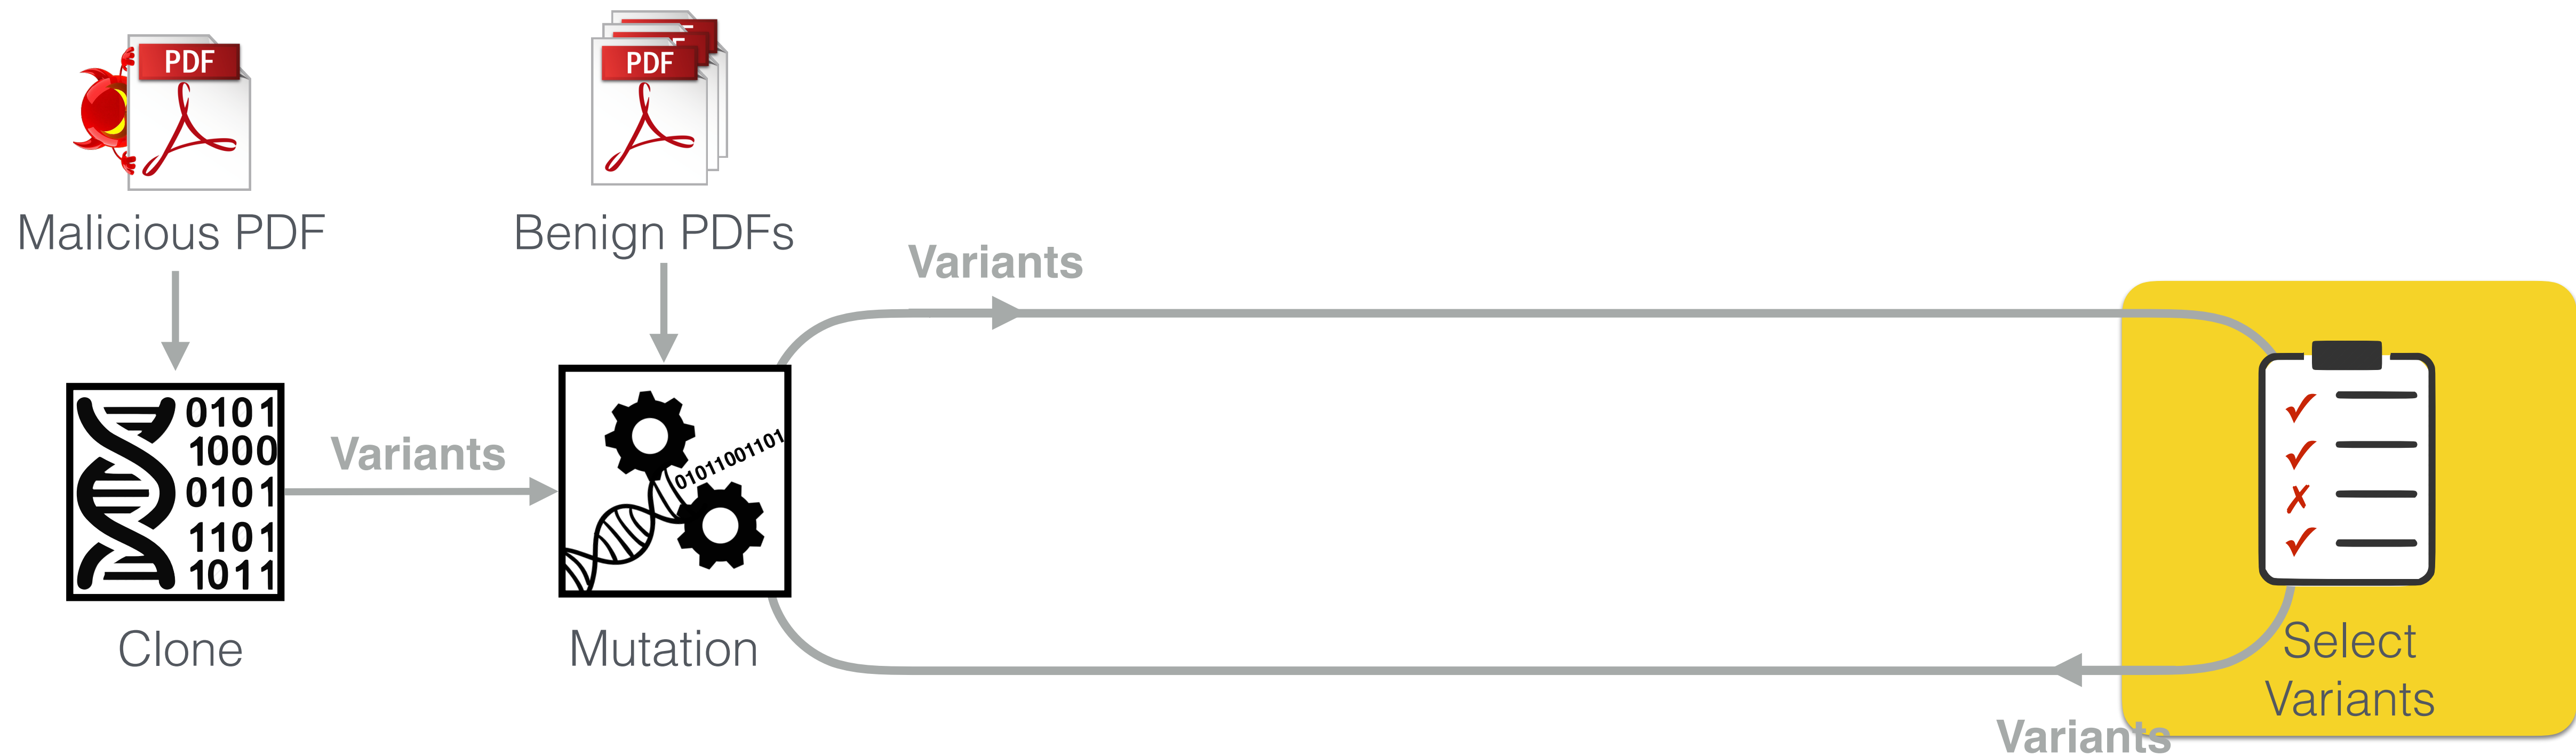 PDF
F
F
PDF
Malicious PDF
Benign PDFs
Variants
0101
1000
0101
1101
1011
Variants
01011001101
Clone
Mutation
Select
Variants
Variants